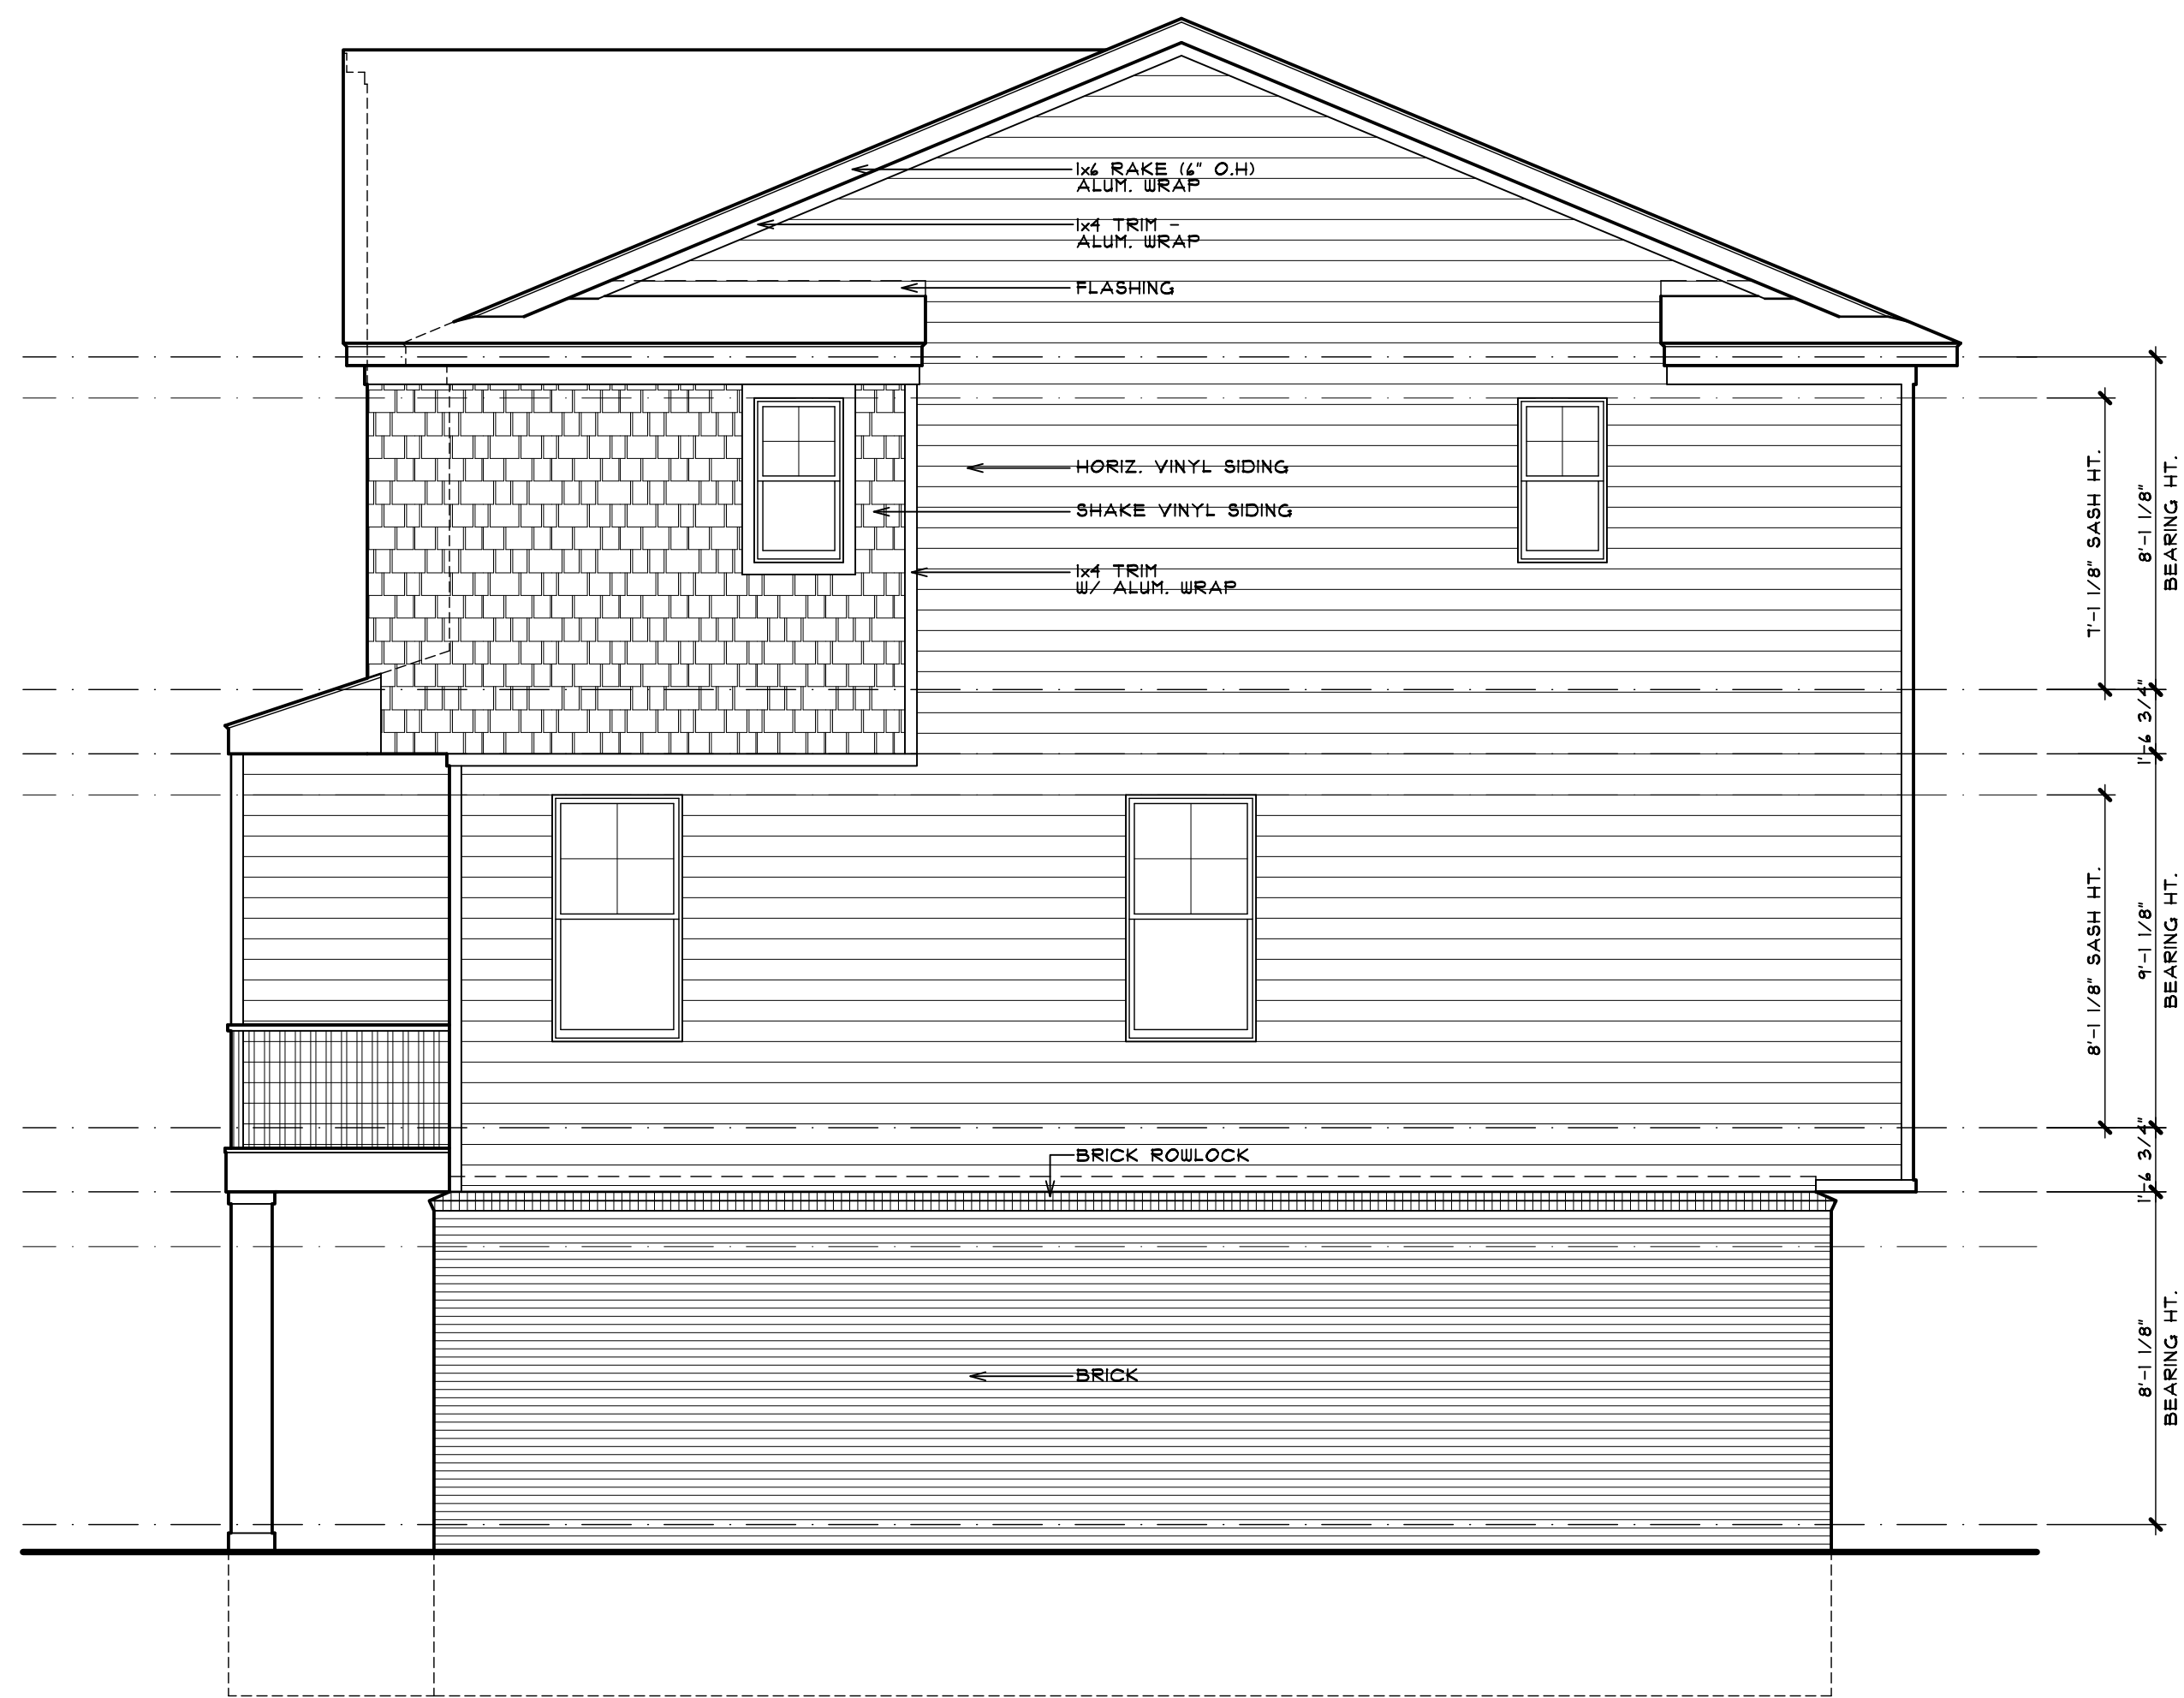 1x6 RAKE (6" O.H)
ALUM. WRAP
1x4 TRIM -
ALUM. WRAP
FLASHING
HORIZ. VINYL SIDING
SHAKE VINYL SIDING
1x4 TRIM
W/ ALUM. WRAP
BRICK ROWLOCK
BRICK
7'-1 1/8" SASH HT.
8'-1 1/8"
BEARING HT.
1'-6 3/4"
8'-1 1/8" SASH HT.
9'-1 1/8"
BEARING HT.
1'-6 3/4"
8'-1 1/8"
BEARING HT.